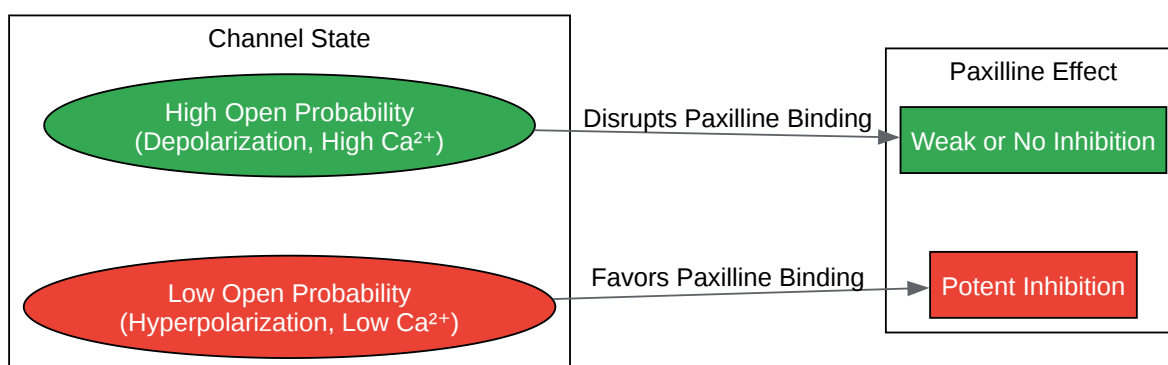 Channel State
High Open Probability
(Depolarization, High Ca²⁺)
Disrupts Paxilline Binding
Paxilline Effect
Weak or No Inhibition
Low Open Probability
(Hyperpolarization, Low Ca²⁺)
Favors Paxilline Binding
Potent Inhibition